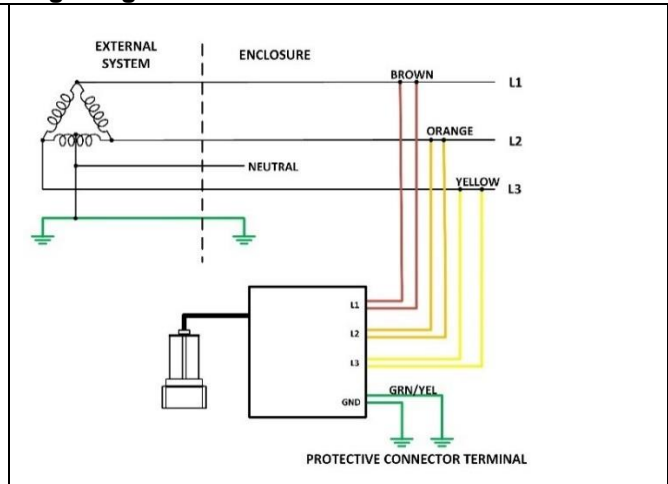 EXTERNAL
SYSTEM
ENCLOSURE
BROWN
L1
ORANGE
L2
NEUTRAL
YELLOW
L3
L1
L2
L3
GRN/YEL
GND
PROTECTIVE CONNECTOR TERMINAL